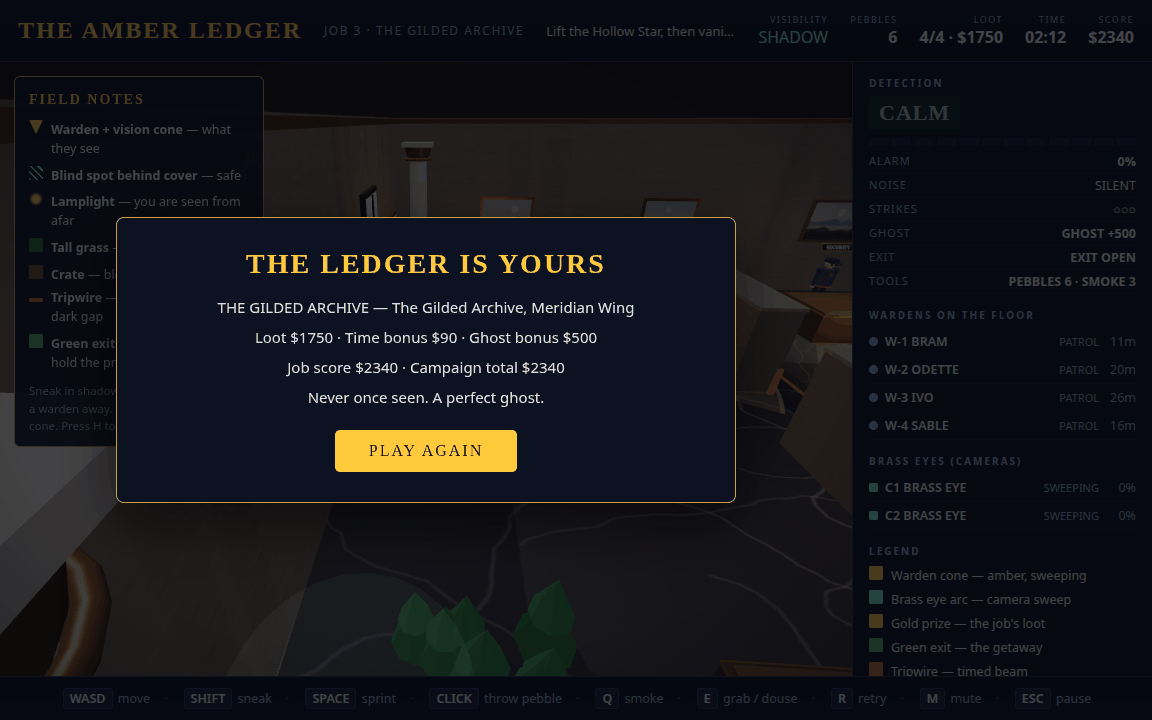 THE AMBER LEDGER
JOB 3 · THE GILDED ARCHIVE
Lift the Hollow Star, then vani...
VISIBILITY
SHADOW
PEBBLES
6
LOOT
4/4 · $1750
TIME
02:12
SCORE
$2340
FIELD NOTES
Warden + vision cone — what
they see
Blind spot behind cover — safe
Lamplight — you are seen from
afar
Tall grass
Crate — bl
Tripwire —
dark gap
Green exit
hold the pr
Sneak in shadow
a warden away.
cone. Press H to
SECURITY
THE LEDGER IS YOURS
THE GILDED ARCHIVE — The Gilded Archive, Meridian Wing
Loot $1750 · Time bonus $90 · Ghost bonus $500
Job score $2340 · Campaign total $2340
Never once seen. A perfect ghost.
PLAY AGAIN
DETECTION
CALM
ALARM 0%
NOISE SILENT
STRIKES ooo
GHOST GHOST +500
EXIT EXIT OPEN
TOOLS PEBBLES 6 · SMOKE 3
WARDENS ON THE FLOOR
W-1 BRAM PATROL 11m
W-2 ODETTE PATROL 20m
W-3 IVO PATROL 26m
W-4 SABLE PATROL 16m
BRASS EYES (CAMERAS)
C1 BRASS EYE SWEEPING 0%
C2 BRASS EYE SWEEPING 0%
LEGEND
Warden cone — amber, sweeping
Brass eye arc — camera sweep
Gold prize — the job's loot
Green exit — the getaway
Tripwire — timed beam
WASD move · SHIFT sneak · SPACE sprint · CLICK throw pebble · Q smoke · E grab / douse · R retry · M mute · ESC pause